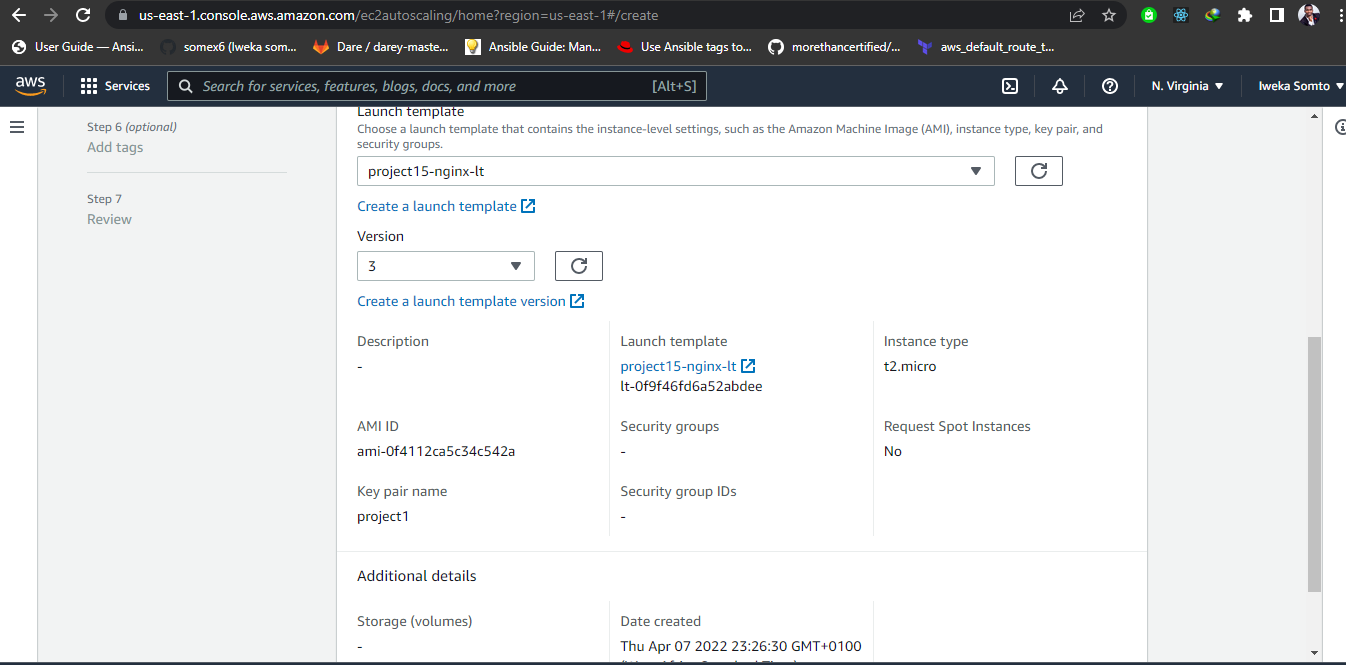 us-east-1.console.aws.amazon.com/ec2autoscaling/home?region=us-east-1#/create
User Guide — Ansi... somex6 (Iweka som... Dare / darey-maste... Ansible Guide: Man... Use Ansible tags to... morethancertified/... aws_default_route_t...
aws Services Search for services, features, blogs, docs, and more [Alt+S] N. Virginia Iweka Somto
Step 6 (optional)
Add tags
Step 7
Review
Launch template
Choose a launch template that contains the instance-level settings, such as the Amazon Machine Image (AMI), instance type, key pair, and
security groups.
project15-nginx-lt
Create a launch template
Version
3
Create a launch template version
Description
-
Launch template
project15-nginx-lt
lt-0f9f46fd6a52abdee
Instance type
t2.micro
AMI ID
ami-0f4112ca5c34c542a
Security groups
-
Request Spot Instances
No
Key pair name
project1
Security group IDs
-
Additional details
Storage (volumes)
-
Date created
Thu Apr 07 2022 23:26:30 GMT+0100